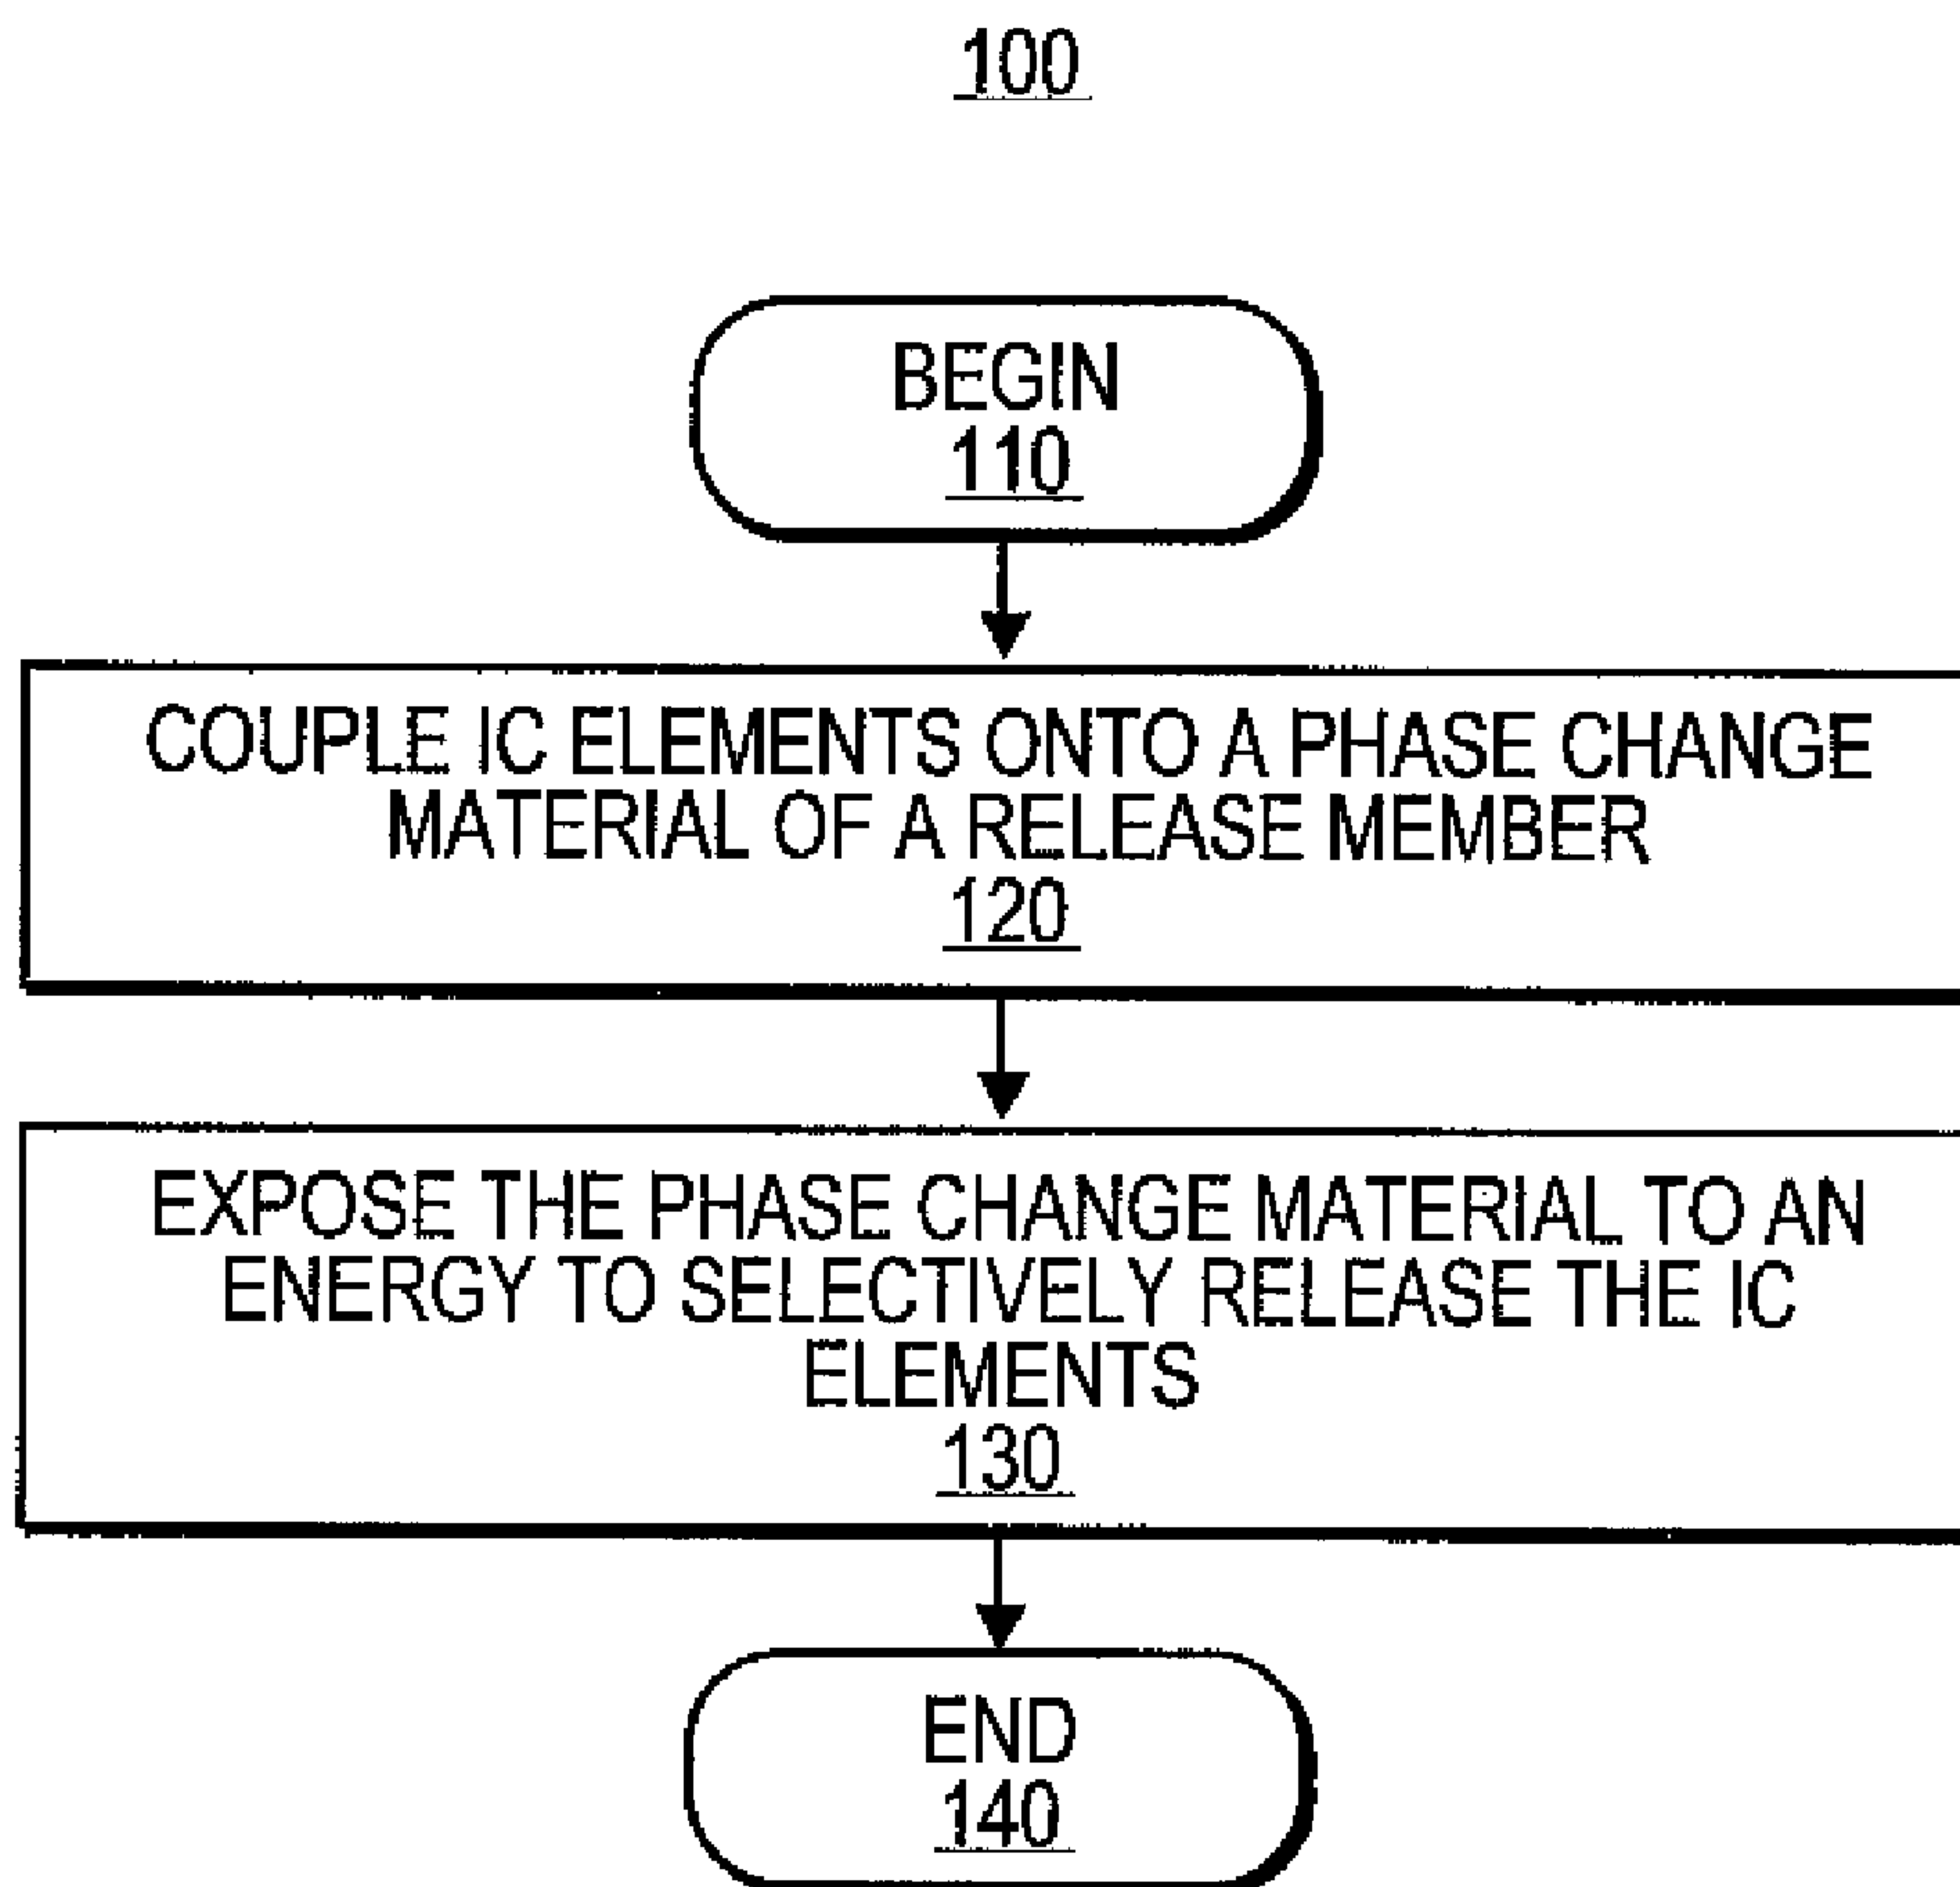 100
BEGIN
110
COUPLE IC ELEMENTS ONTO A PHASE CHANGE
MATERIAL OF A RELEASE MEMBER
120
EXPOSE THE PHASE CHANGE MATERIAL TO AN
ENERGY TO SELECTIVELY RELEASE THE IC
ELEMENTS
130
END
140